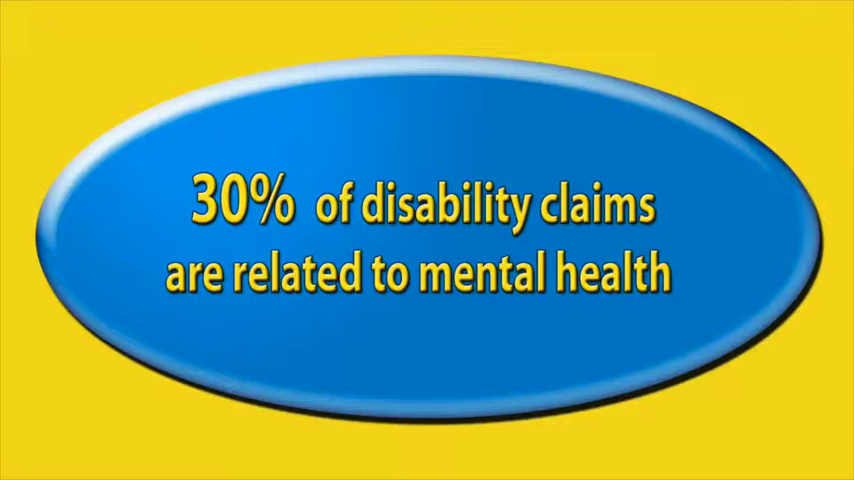 30% of disability claims
are related to mental health